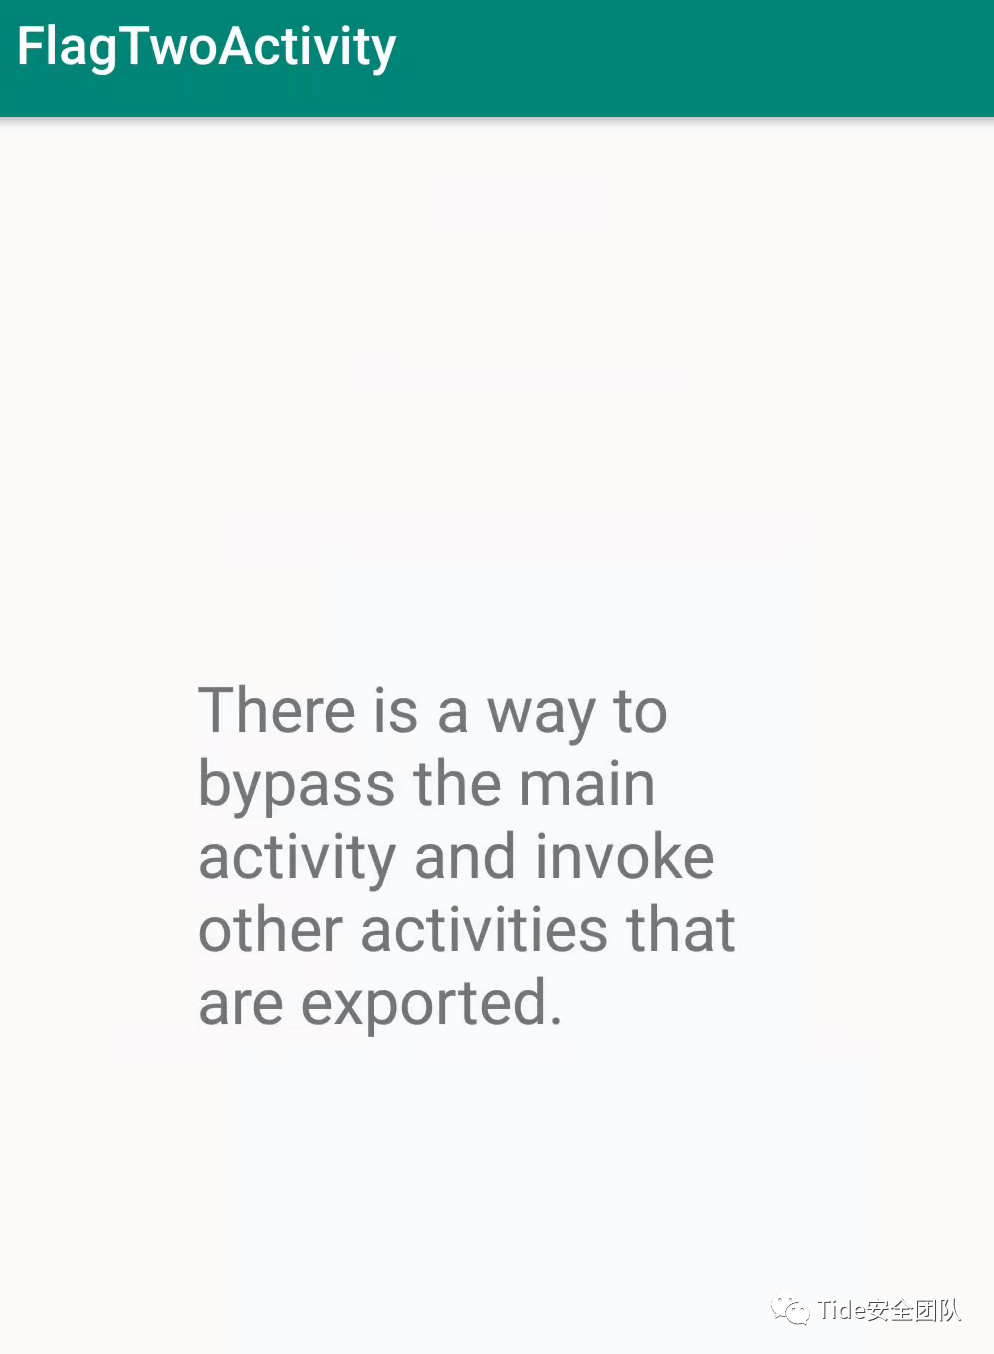 FlagTwoActivity
There is a way to
bypass the main
activity and invoke
other activities that
are exported.
Tide安全团队